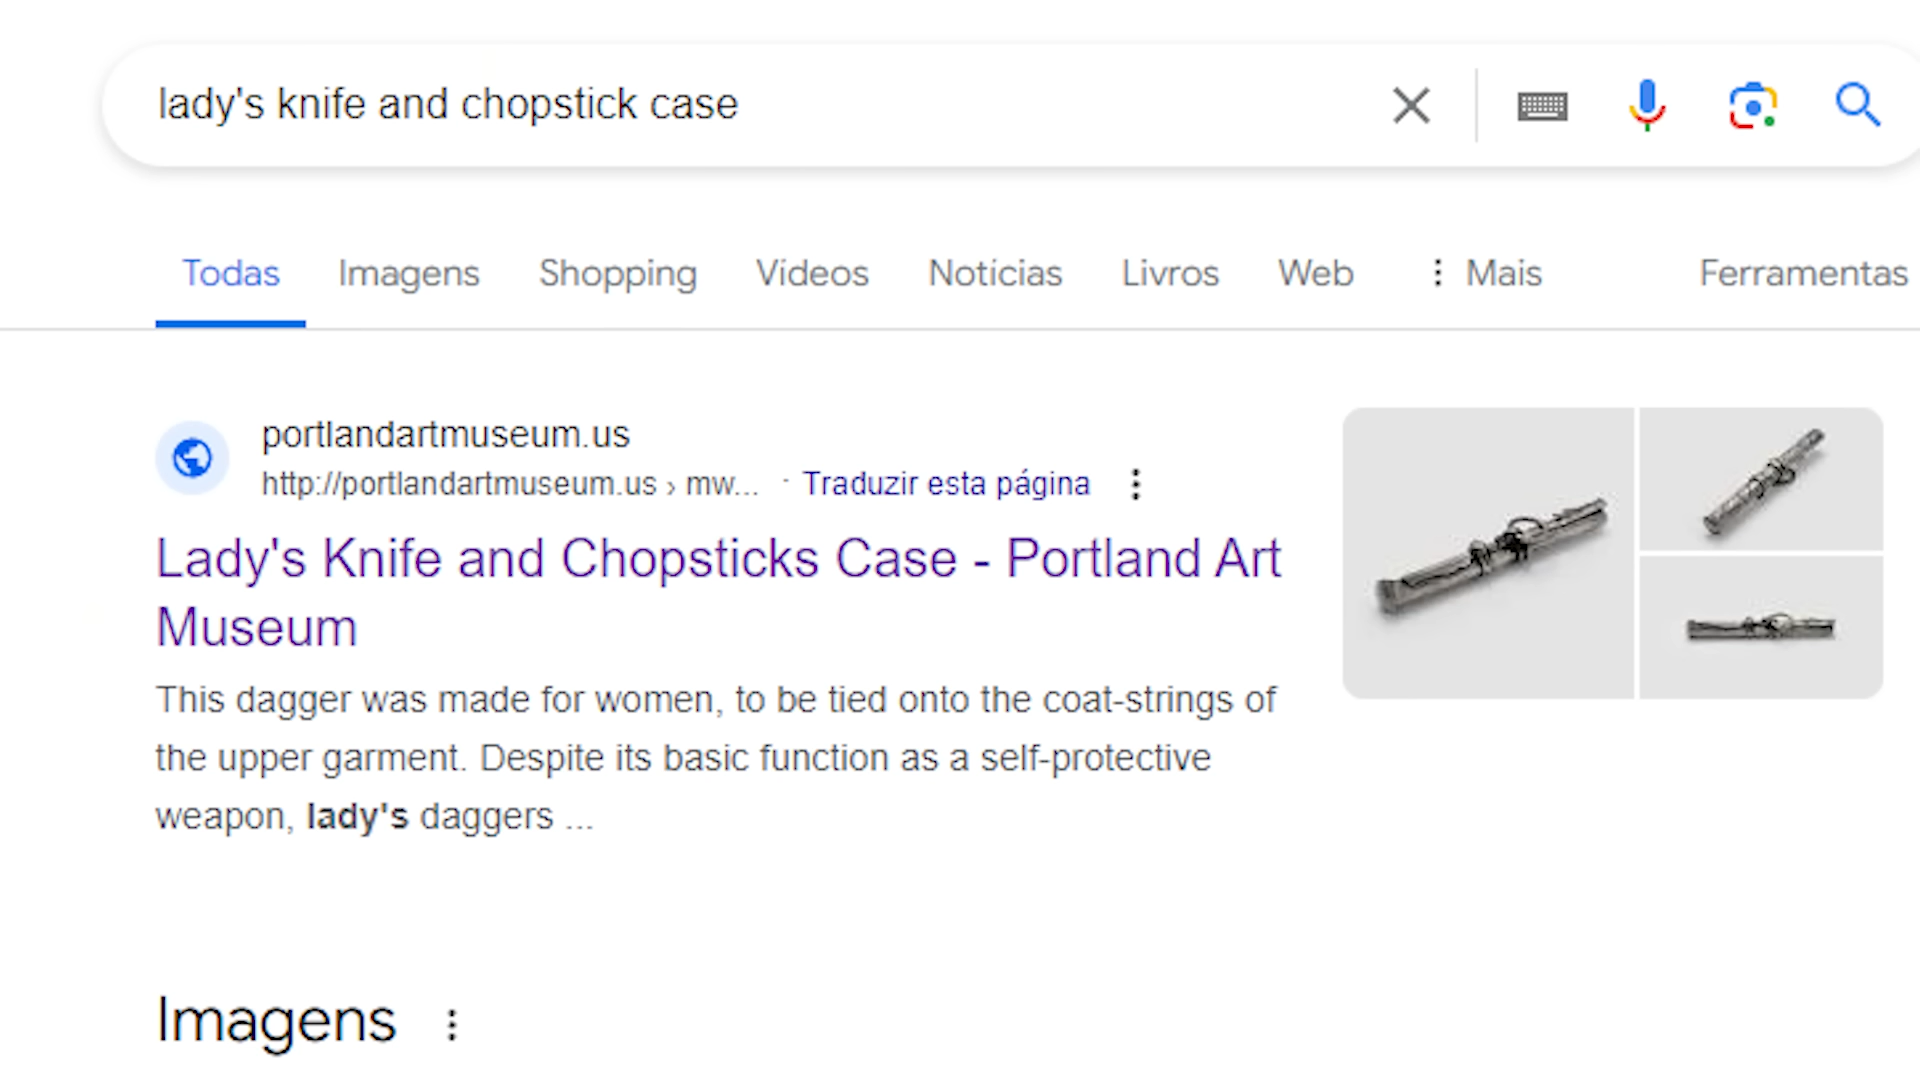 lady's knife and chopstick case
Todas Imagens Shopping Vídeos Notícias Livros Web Mais Ferramentas
portlandartmuseum.us
http://portlandartmuseum.us › mw... · Traduzir esta página
Lady's Knife and Chopsticks Case - Portland Art
Museum
This dagger was made for women, to be tied onto the coat-strings of
the upper garment. Despite its basic function as a self-protective
weapon, lady's daggers ...
Imagens